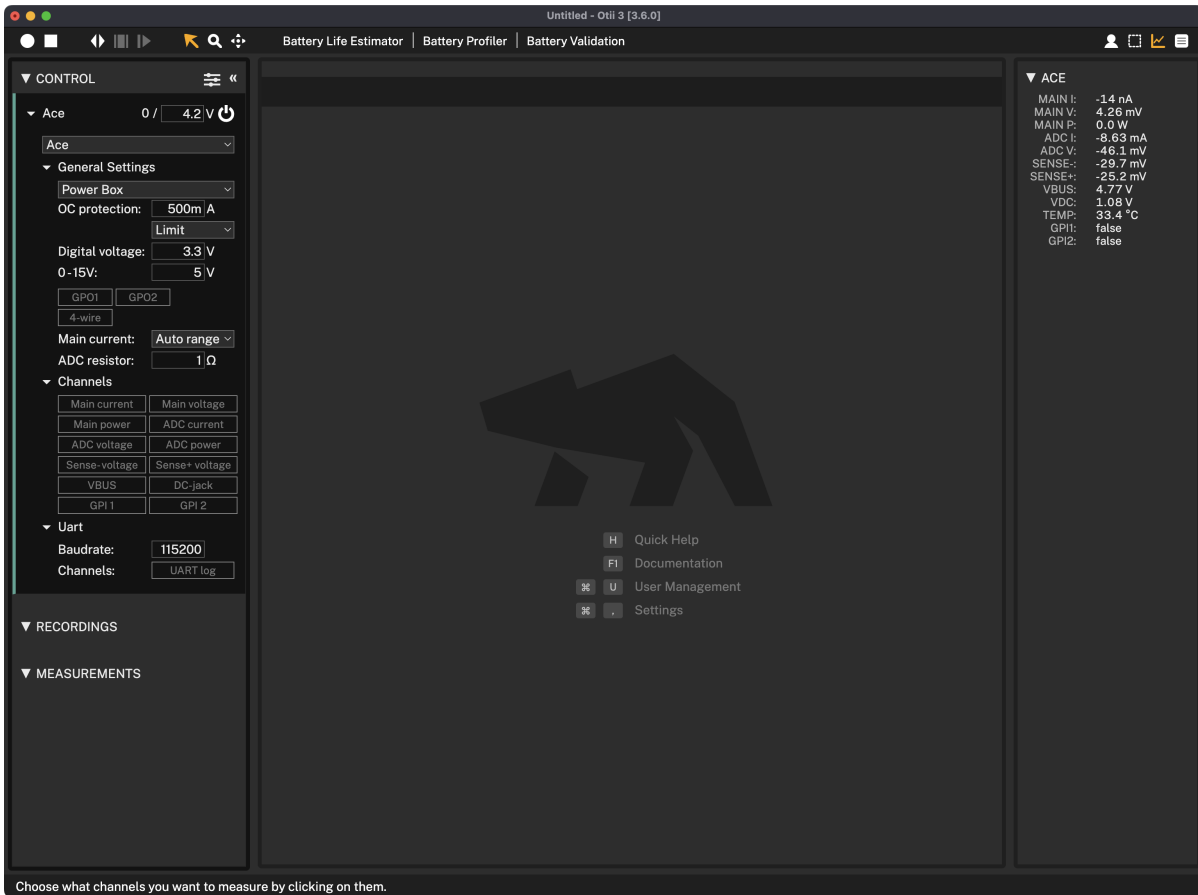 Untitled - Otii 3 [3.6.0]
Battery Life Estimator | Battery Profiler | Battery Validation
▼ CONTROL «
Ace 0 / 4.2 V
Ace
General Settings
Power Box
OC protection: 500m A
Limit
Digital voltage: 3.3 V
0-15V: 5 V
GPO1 GPO2
4-wire
Main current: Auto range
ADC resistor: 1 Ω
Channels
Main current Main voltage
Main power ADC current
ADC voltage ADC power
Sense-voltage Sense+ voltage
VBUS DC-jack
GPI 1 GPI 2
Uart
Baudrate: 115200
Channels: UART log
▼ RECORDINGS
▼ MEASUREMENTS
H Quick Help
F1 Documentation
⌘ U User Management
⌘ , Settings
▼ ACE
MAIN I: -14 nA
MAIN V: 4.26 mV
MAIN P: 0.0 W
ADC I: -8.63 mA
ADC V: -46.1 mV
SENSE-: -29.7 mV
SENSE+: -25.2 mV
VBUS: 4.77 V
VDC: 1.08 V
TEMP: 33.4 °C
GPI1: false
GPI2: false
Choose what channels you want to measure by clicking on them.